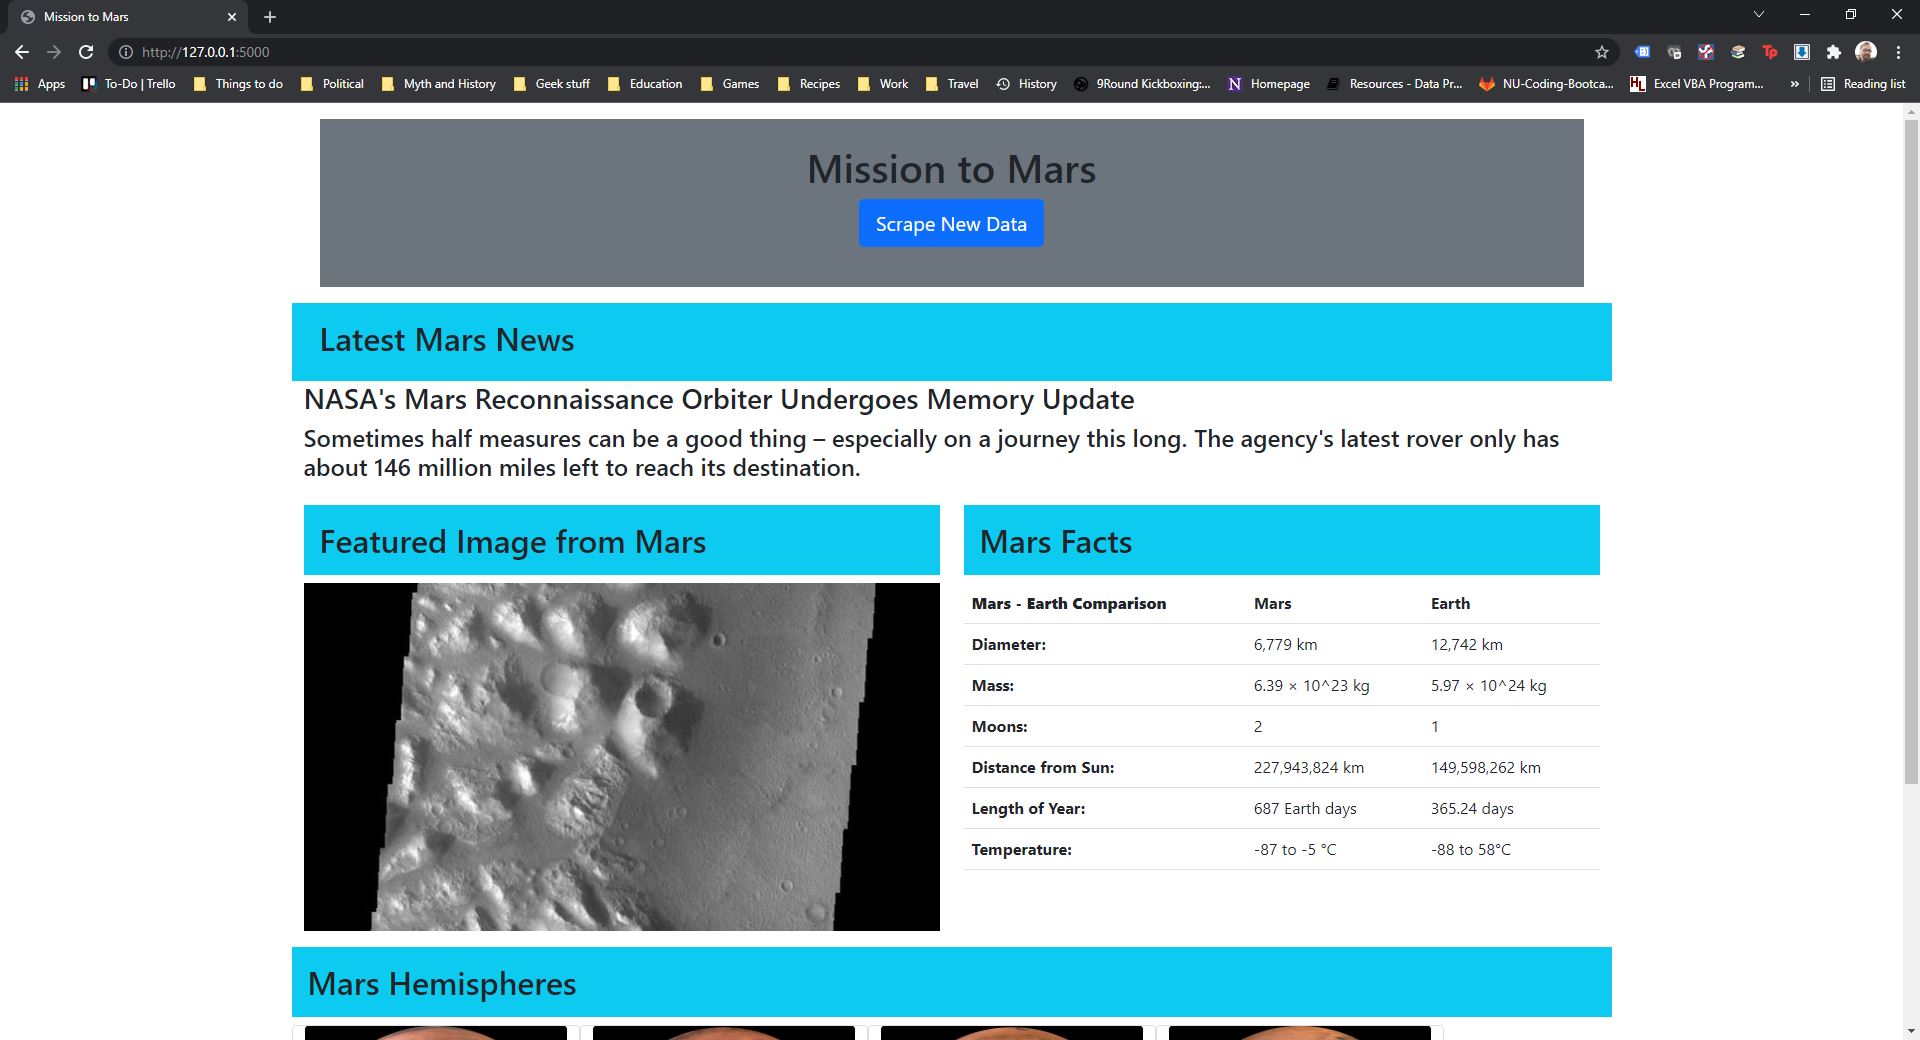 Mission to Mars
http://127.0.0.1:5000
Apps To-Do | Trello Things to do Political Myth and History Geek stuff Education Games Recipes Work Travel History 9Round Kickboxing:... N Homepage Resources - Data Pr... NU-Coding-Bootca... HL Excel VBA Program... » Reading list
Mission to Mars
Scrape New Data
Latest Mars News
NASA's Mars Reconnaissance Orbiter Undergoes Memory Update
Sometimes half measures can be a good thing – especially on a journey this long. The agency's latest rover only has
about 146 million miles left to reach its destination.
Featured Image from Mars
Mars Facts
Mars - Earth Comparison Mars Earth
Diameter: 6,779 km 12,742 km
Mass: 6.39 × 10^23 kg 5.97 × 10^24 kg
Moons: 2 1
Distance from Sun: 227,943,824 km 149,598,262 km
Length of Year: 687 Earth days 365.24 days
Temperature: -87 to -5 °C -88 to 58°C
Mars Hemispheres